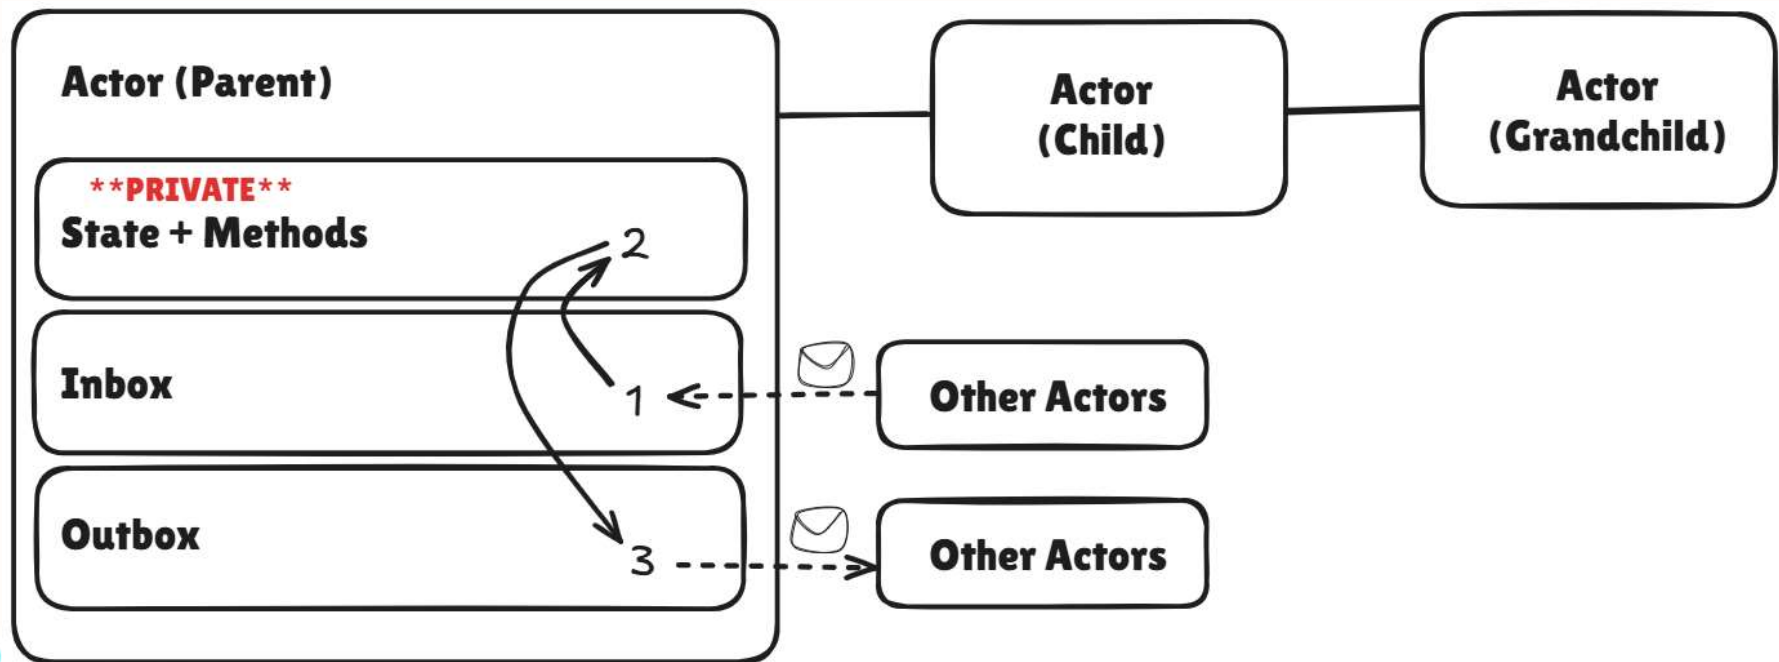 Actor (Parent)
**PRIVATE**
State + Methods
2
Inbox
1
Outbox
3
Actor
(Child)
Actor
(Grandchild)
Other Actors
Other Actors